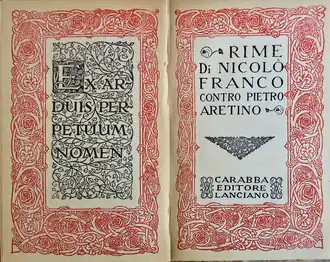 EX AR
DUIS PER
PETUUM
NOMEN
RIME
Di NICOLÒ
FRANCO
CONTRO PIETRO
ARETINO
CARABBA
EDITORE
LANCIANO